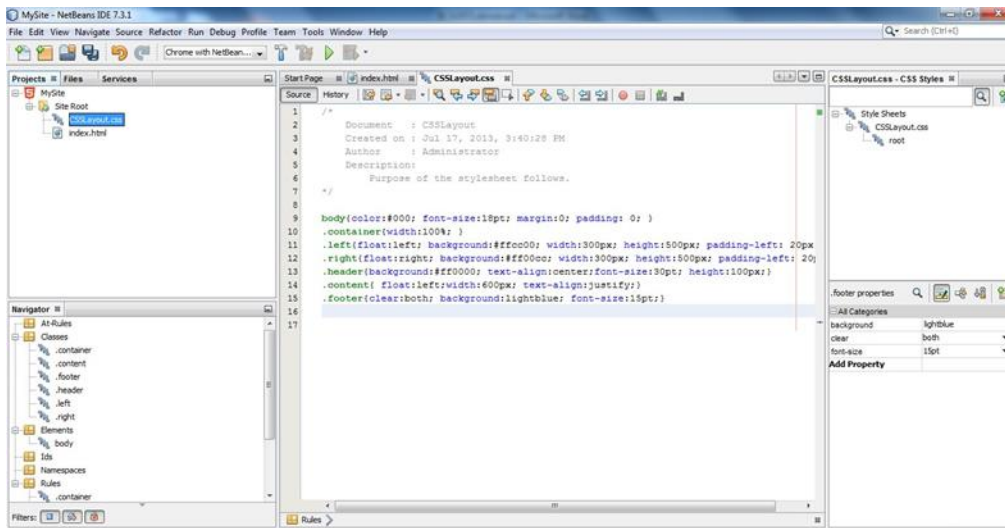 MySite - NetBeans IDE 7.3.1
File Edit View Navigate Source Refactor Run Debug Profile Team Tools Window Help
Search (Ctrl+I)
Chrome with NetBean...
Projects Files Services
MySite
Site Root
CSSLayout.css
index.html
Navigator
At-Rules
Classes
.container
.content
.footer
.header
.left
.right
Elements
body
Ids
Namespaces
Rules
.container
Filters:
Start Page index.html CSSLayout.css
Source History
1 /*
2 Document : CSSLayout
3 Created on : Jul 17, 2013, 3:40:28 PM
4 Author : Administrator
5 Description:
6 Purpose of the stylesheet follows.
7 */
8
9 body{color:#000; font-size:18pt; margin:0; padding: 0; }
10 .container{width:100%; }
11 .left{float:left; background:#ffcc00; width:300px; height:500px; padding-left: 20px
12 .right{float:right; background:#ff00cc; width:300px; height:500px; padding-left: 20p
13 .header{background:#ff0000; text-align:center;font-size:30pt; height:100px;}
14 .content{ float:left;width:600px; text-align:justify;}
15 .footer{clear:both; background:lightblue; font-size:15pt;}
16
17
Rules
CSSLayout.css - CSS Styles
Style Sheets
CSSLayout.css
root
.footer properties
All Categories
background lightblue
clear both
font-size 15pt
Add Property